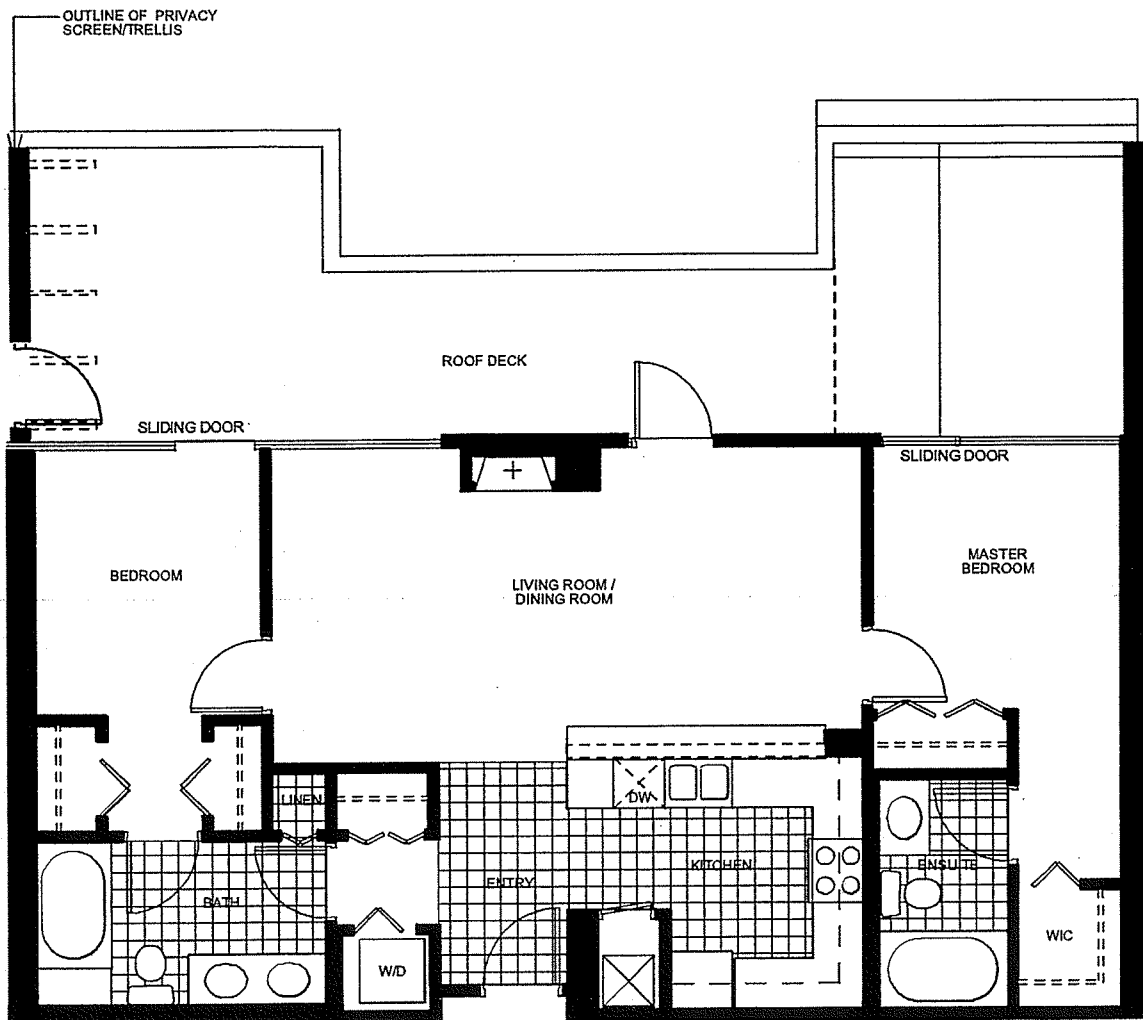 OUTLINE OF PRIVACY
SCREEN/TRELLIS
ROOF DECK
SLIDING DOOR
SLIDING DOOR
BEDROOM
LIVING ROOM /
DINING ROOM
MASTER
BEDROOM
LINEN
DW
KITCHEN
ENSUITE
ENTRY
BATH
WIC
W/D